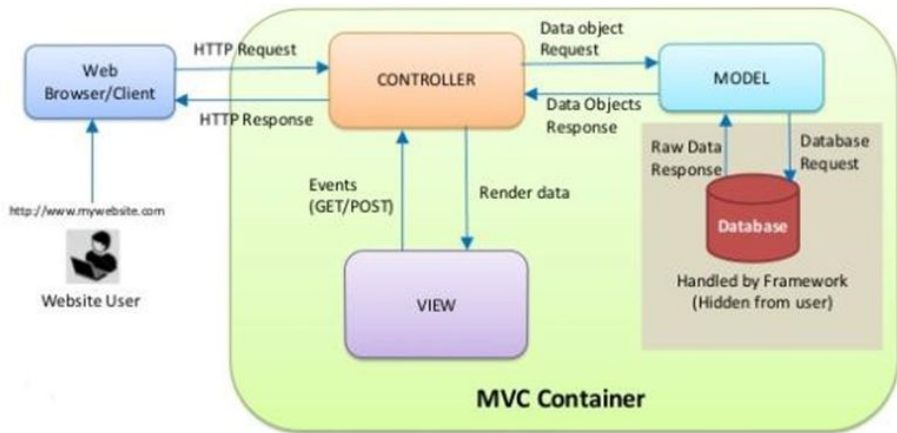 HTTP Request
Web
Browser/Client
HTTP Response
http://www.mywebsite.com
Website User
CONTROLLER
Data object
Request
MODEL
Data Objects
Response
Raw Data
Response
Database
Request
Events
(GET/POST)
Render data
Database
Handled by Framework
(Hidden from user)
VIEW
MVC Container